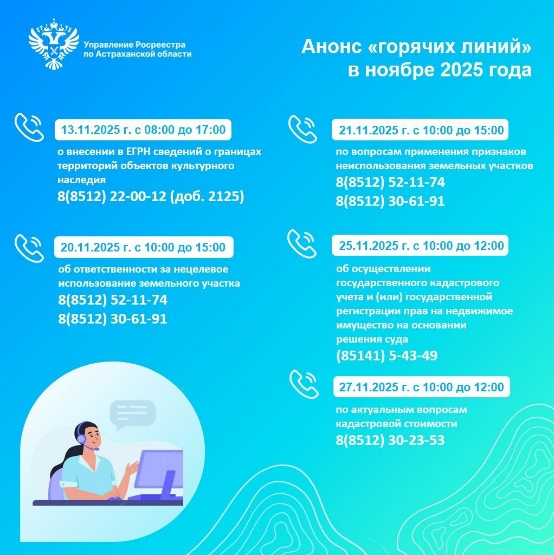 Управление Росреестра
по Астраханской области
Анонс «горячих линий»
в ноябре 2025 года
13.11.2025 г. с 08:00 до 17:00
о внесении в ЕГРН сведений о границах
территорий объектов культурного
наследия
8(8512) 22-00-12 (доб. 2125)
20.11.2025 г. с 10:00 до 15:00
об ответственности за нецелевое
использование земельного участка
8(8512) 52-11-74
8(8512) 30-61-91
21.11.2025 г. с 10:00 до 15:00
по вопросам применения признаков
неиспользования земельных участков
8(8512) 52-11-74
8(8512) 30-61-91
25.11.2025 г. с 10:00 до 12:00
об осуществлении
государственного кадастрового
учета и (или) государственной
регистрации прав на недвижимое
имущество на основании
решения суда
(85141) 5-43-49
27.11.2025 г. с 10:00 до 12:00
по актуальным вопросам
кадастровой стоимости
8(8512) 30-23-53